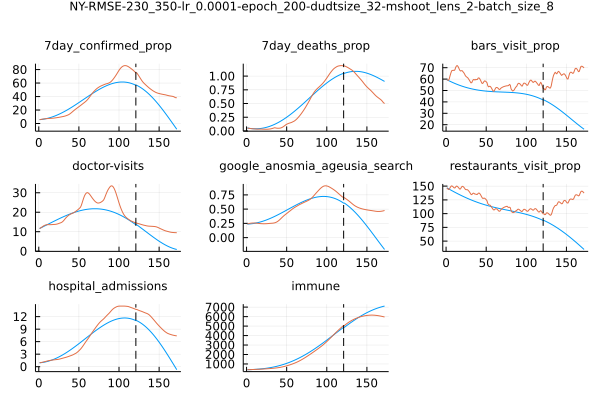 NY-RMSE-230_350-lr_0.0001-epoch_200-dudtsize_32-mshoot_lens_2-batch_size_8
7day_confirmed_prop 7day_deaths_prop bars_visit_prop
80 60 40 20 0
0 50 100 150
1.00 0.75 0.50 0.25 0.00
0 50 100 150
70 60 50 40 30 20
0 50 100 150
doctor-visits google_anosmia_ageusia_search restaurants_visit_prop
30 20 10 0
0 50 100 150
0.75 0.50 0.25 0.00
0 50 100 150
150 125 100 75 50
0 50 100 150
hospital_admissions immune
12 9 6 3 0
0 50 100 150
7000 6000 5000 4000 3000 2000 1000
0 50 100 150